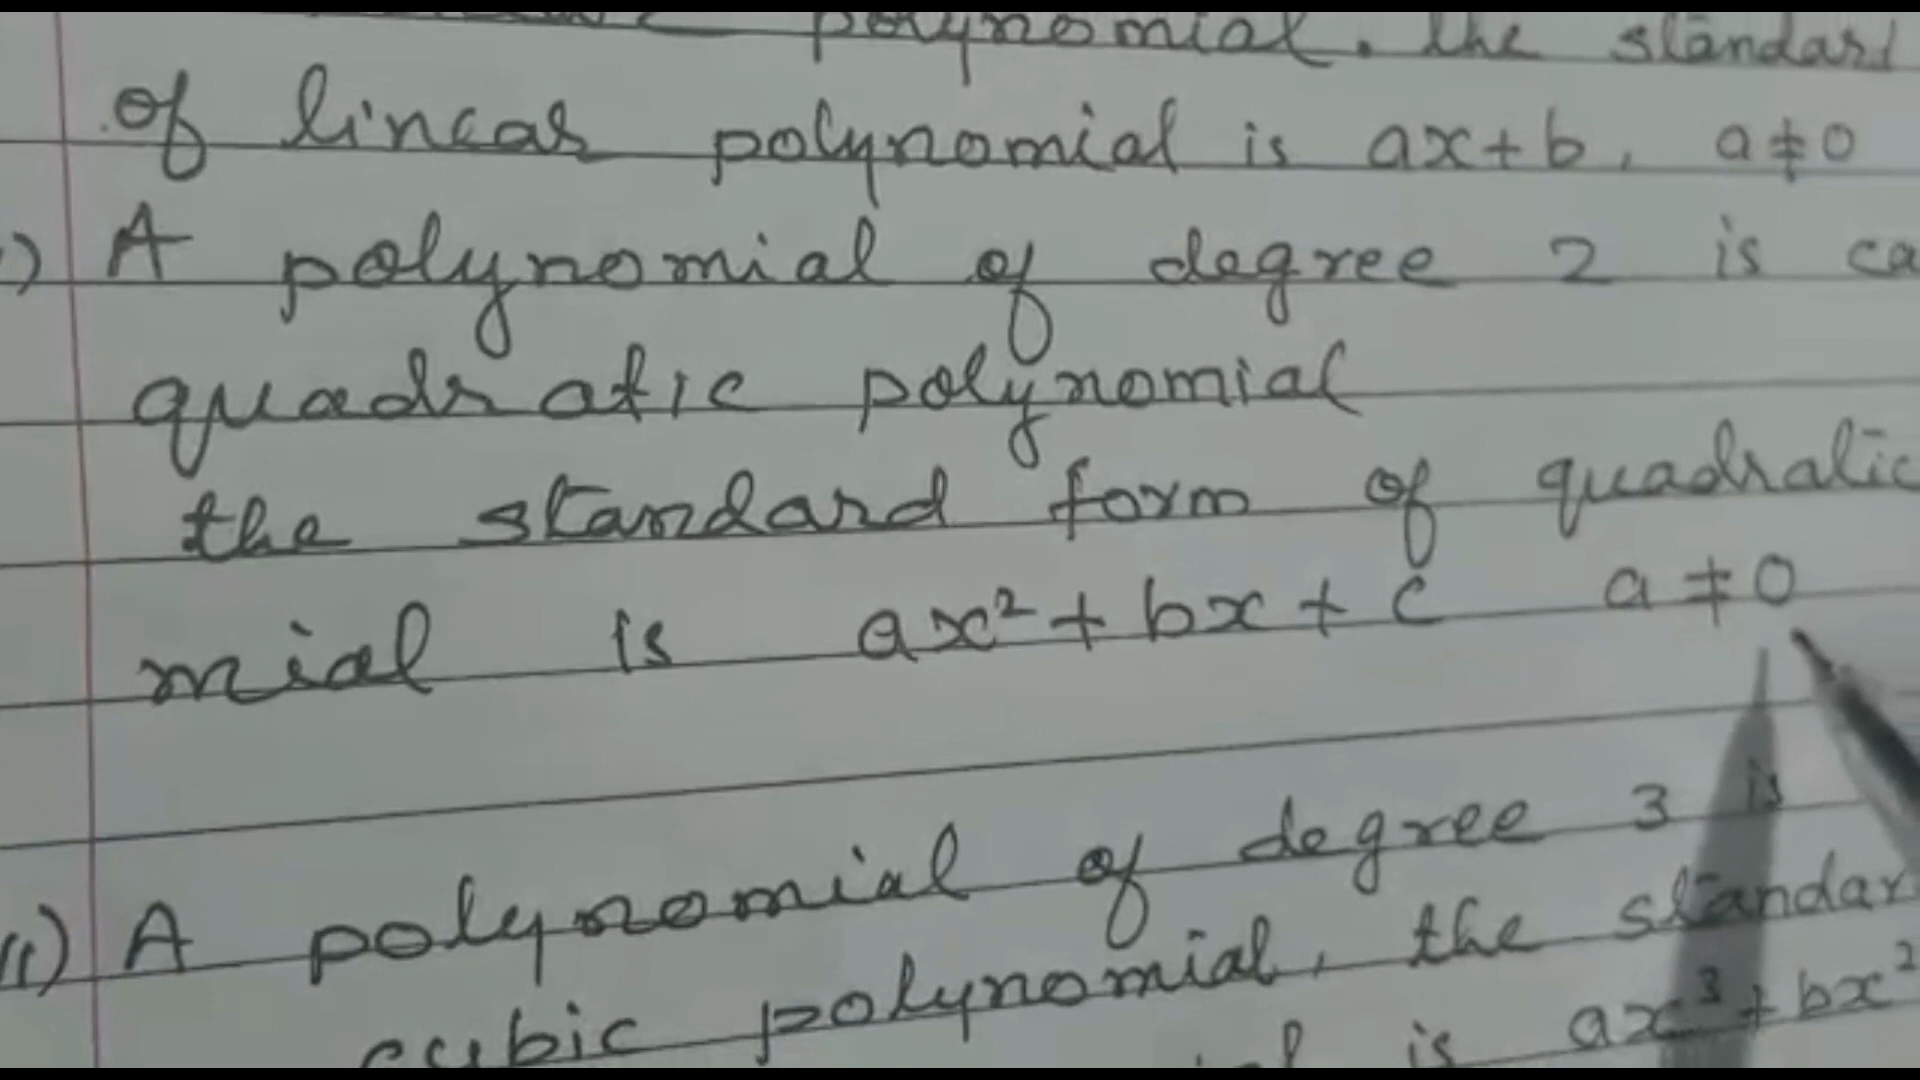 polynomial. the standard
of linear polynomial is ax+b, a≠0
) A polynomial of degree 2 is ca
quadratic polynomial
the standard form of quadratic
mial is ax² + bx + c a ≠ 0
ii) A polynomial of degree 3 is
cubic polynomial, the standar
is ax³ + bx²